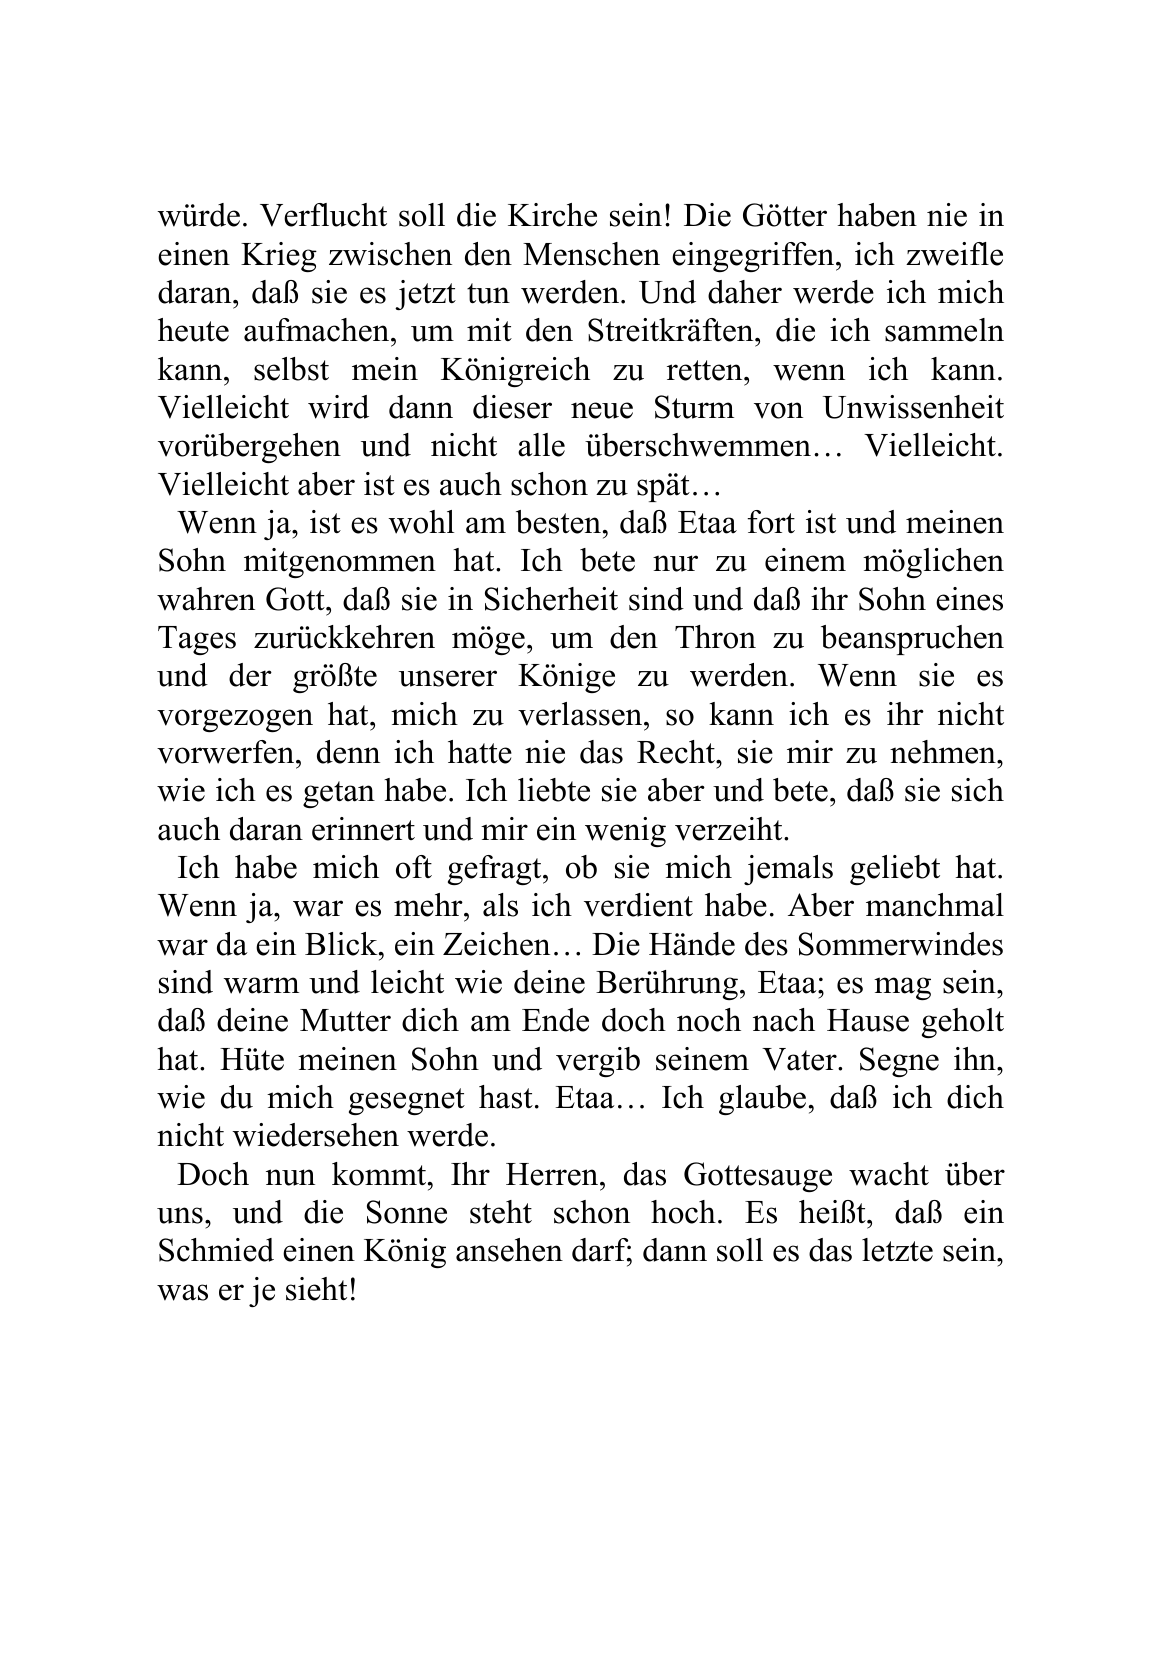 würde. Verflucht soll die Kirche sein! Die Götter haben nie in
einen Krieg zwischen den Menschen eingegriffen, ich zweifle
daran, daß sie es jetzt tun werden. Und daher werde ich mich
heute aufmachen, um mit den Streitkräften, die ich sammeln
kann, selbst mein Königreich zu retten, wenn ich kann.
Vielleicht wird dann dieser neue Sturm von Unwissenheit
vorübergehen und nicht alle überschwemmen… Vielleicht.
Vielleicht aber ist es auch schon zu spät…
Wenn ja, ist es wohl am besten, daß Etaa fort ist und meinen
Sohn mitgenommen hat. Ich bete nur zu einem möglichen
wahren Gott, daß sie in Sicherheit sind und daß ihr Sohn eines
Tages zurückkehren möge, um den Thron zu beanspruchen
und der größte unserer Könige zu werden. Wenn sie es
vorgezogen hat, mich zu verlassen, so kann ich es ihr nicht
vorwerfen, denn ich hatte nie das Recht, sie mir zu nehmen,
wie ich es getan habe. Ich liebte sie aber und bete, daß sie sich
auch daran erinnert und mir ein wenig verzeiht.
Ich habe mich oft gefragt, ob sie mich jemals geliebt hat.
Wenn ja, war es mehr, als ich verdient habe. Aber manchmal
war da ein Blick, ein Zeichen… Die Hände des Sommerwindes
sind warm und leicht wie deine Berührung, Etaa; es mag sein,
daß deine Mutter dich am Ende doch noch nach Hause geholt
hat. Hüte meinen Sohn und vergib seinem Vater. Segne ihn,
wie du mich gesegnet hast. Etaa… Ich glaube, daß ich dich
nicht wiedersehen werde.
Doch nun kommt, Ihr Herren, das Gottesauge wacht über
uns, und die Sonne steht schon hoch. Es heißt, daß ein
Schmied einen König ansehen darf; dann soll es das letzte sein,
was er je sieht!